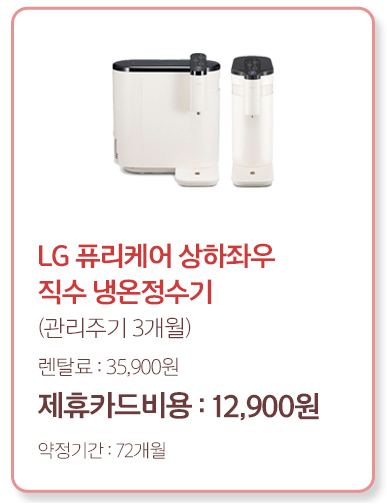 LG 퓨리케어 상하좌우
직수 냉온정수기
(관리주기 3개월)
렌탈료 : 35,900원
제휴카드비용 : 12,900원
약정기간 : 72개월